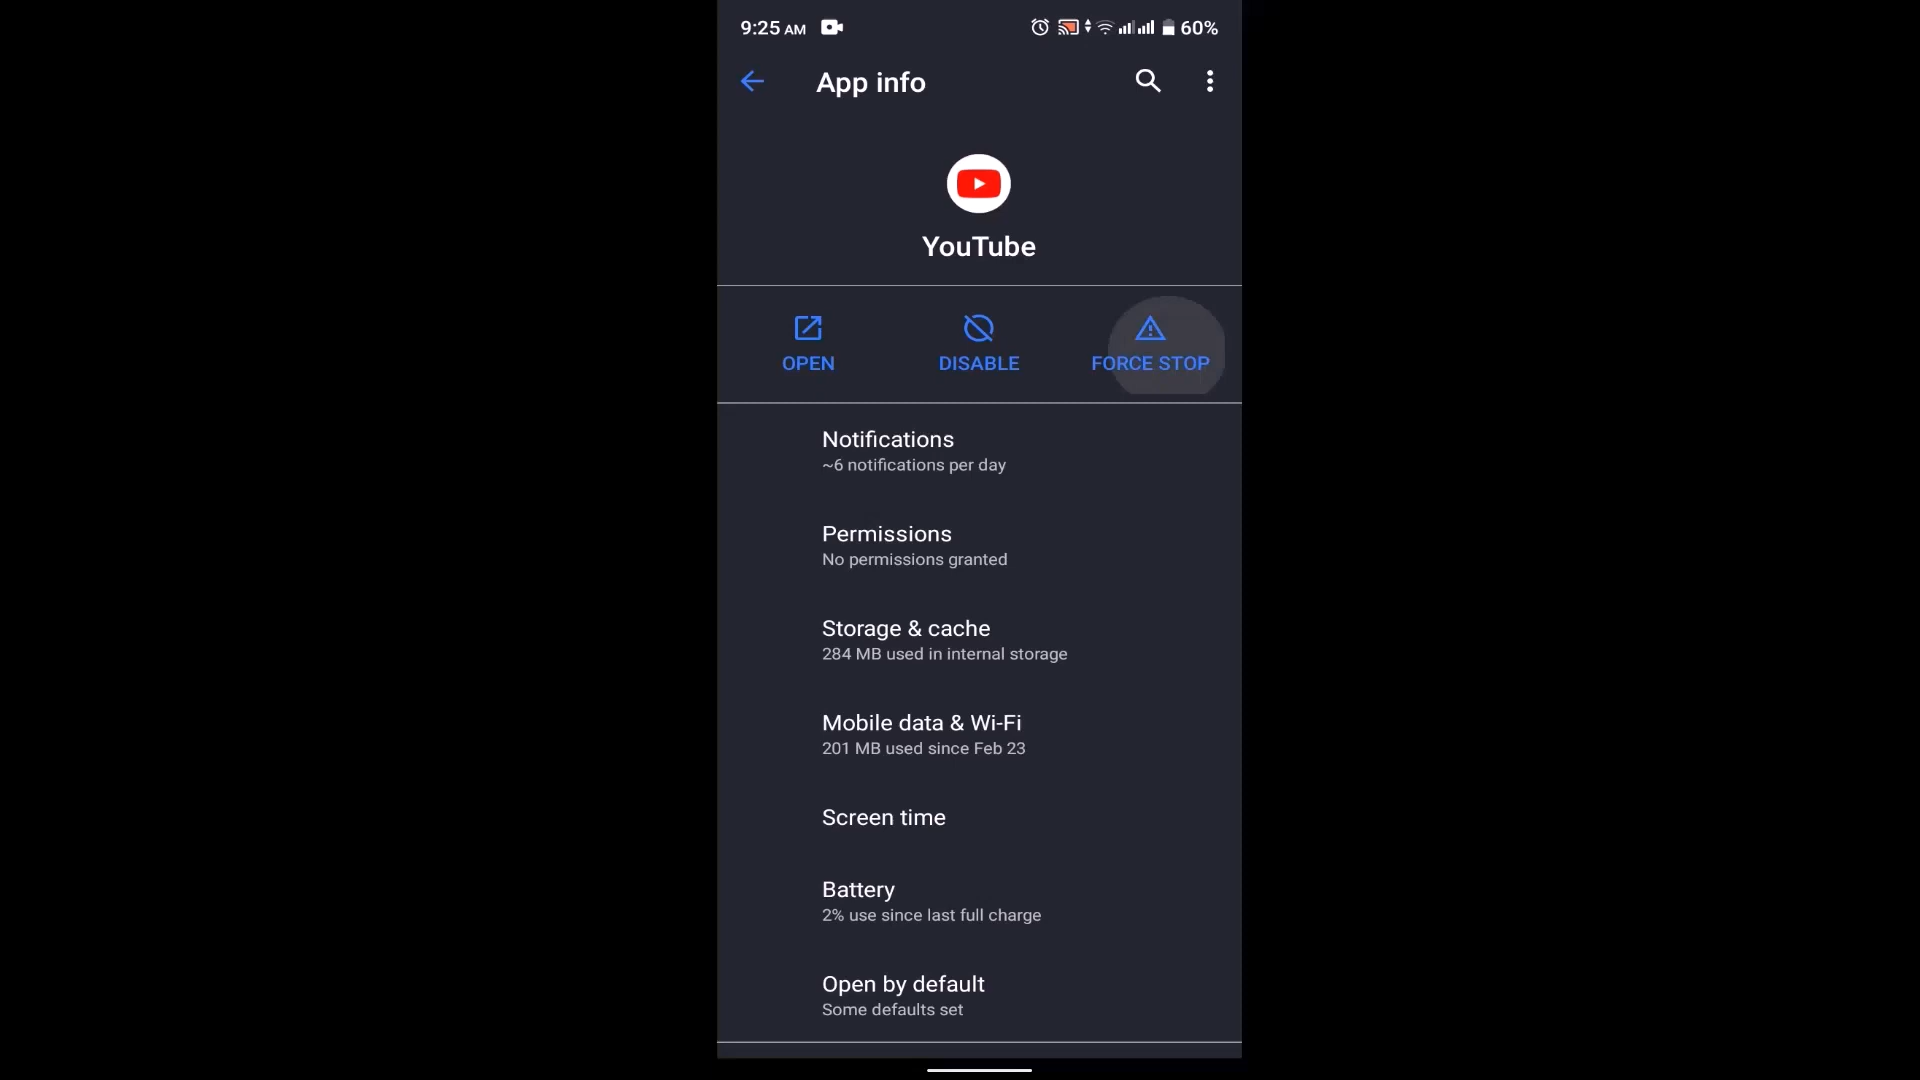 9:25 AM 60%
App info
YouTube
OPEN DISABLE FORCE STOP
Notifications
~6 notifications per day
Permissions
No permissions granted
Storage & cache
284 MB used in internal storage
Mobile data & Wi-Fi
201 MB used since Feb 23
Screen time
Battery
2% use since last full charge
Open by default
Some defaults set